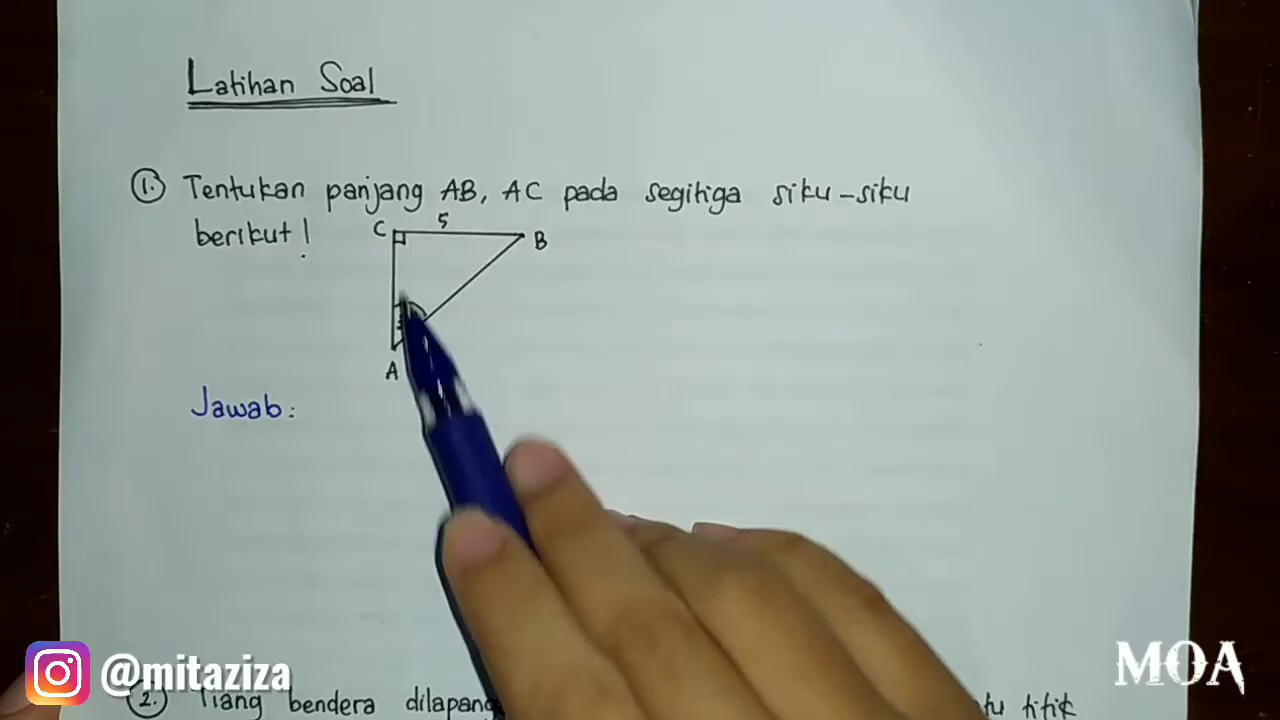 Latihan Soal
1. Tentukan panjang AB, AC pada segitiga siku-siku
berikut!
C 5 B
A
Jawab:
@mitaziza
MOA
2. Tiang bendera titik